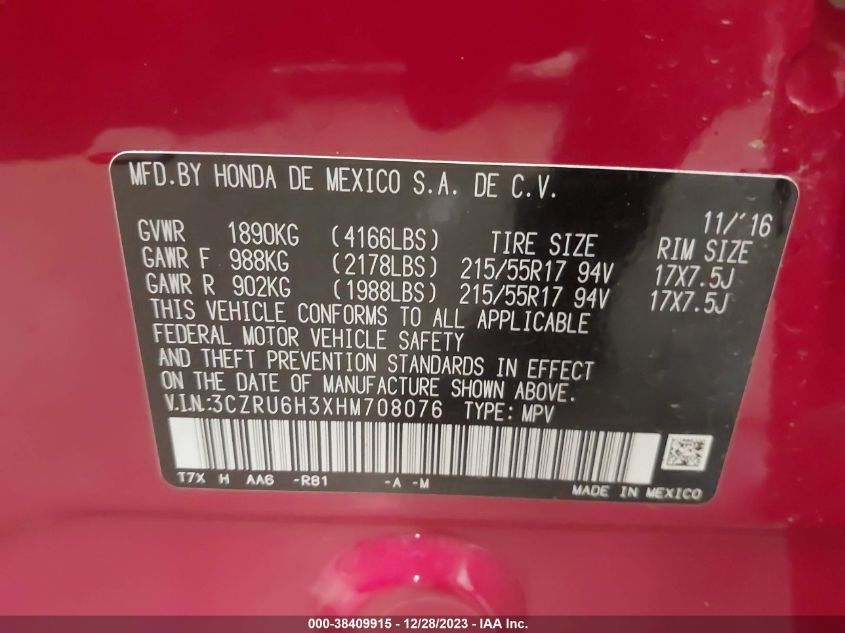 MFD.BY HONDA DE MEXICO S.A. DE C.V.
11/'16
GVWR 1890KG (4166LBS) TIRE SIZE RIM SIZE
GAWR F 988KG (2178LBS) 215/55R17 94V 17X7.5J
GAWR R 902KG (1988LBS) 215/55R17 94V 17X7.5J
THIS VEHICLE CONFORMS TO ALL APPLICABLE
FEDERAL MOTOR VEHICLE SAFETY
AND THEFT PREVENTION STANDARDS IN EFFECT
ON THE DATE OF MANUFACTURE SHOWN ABOVE.
V.I.N:3CZRU6H3XHM708076 TYPE: MPV
T7X H AA6 -R81 -A -M
MADE IN MEXICO
000-38409915 - 12/28/2023 - IAA Inc.